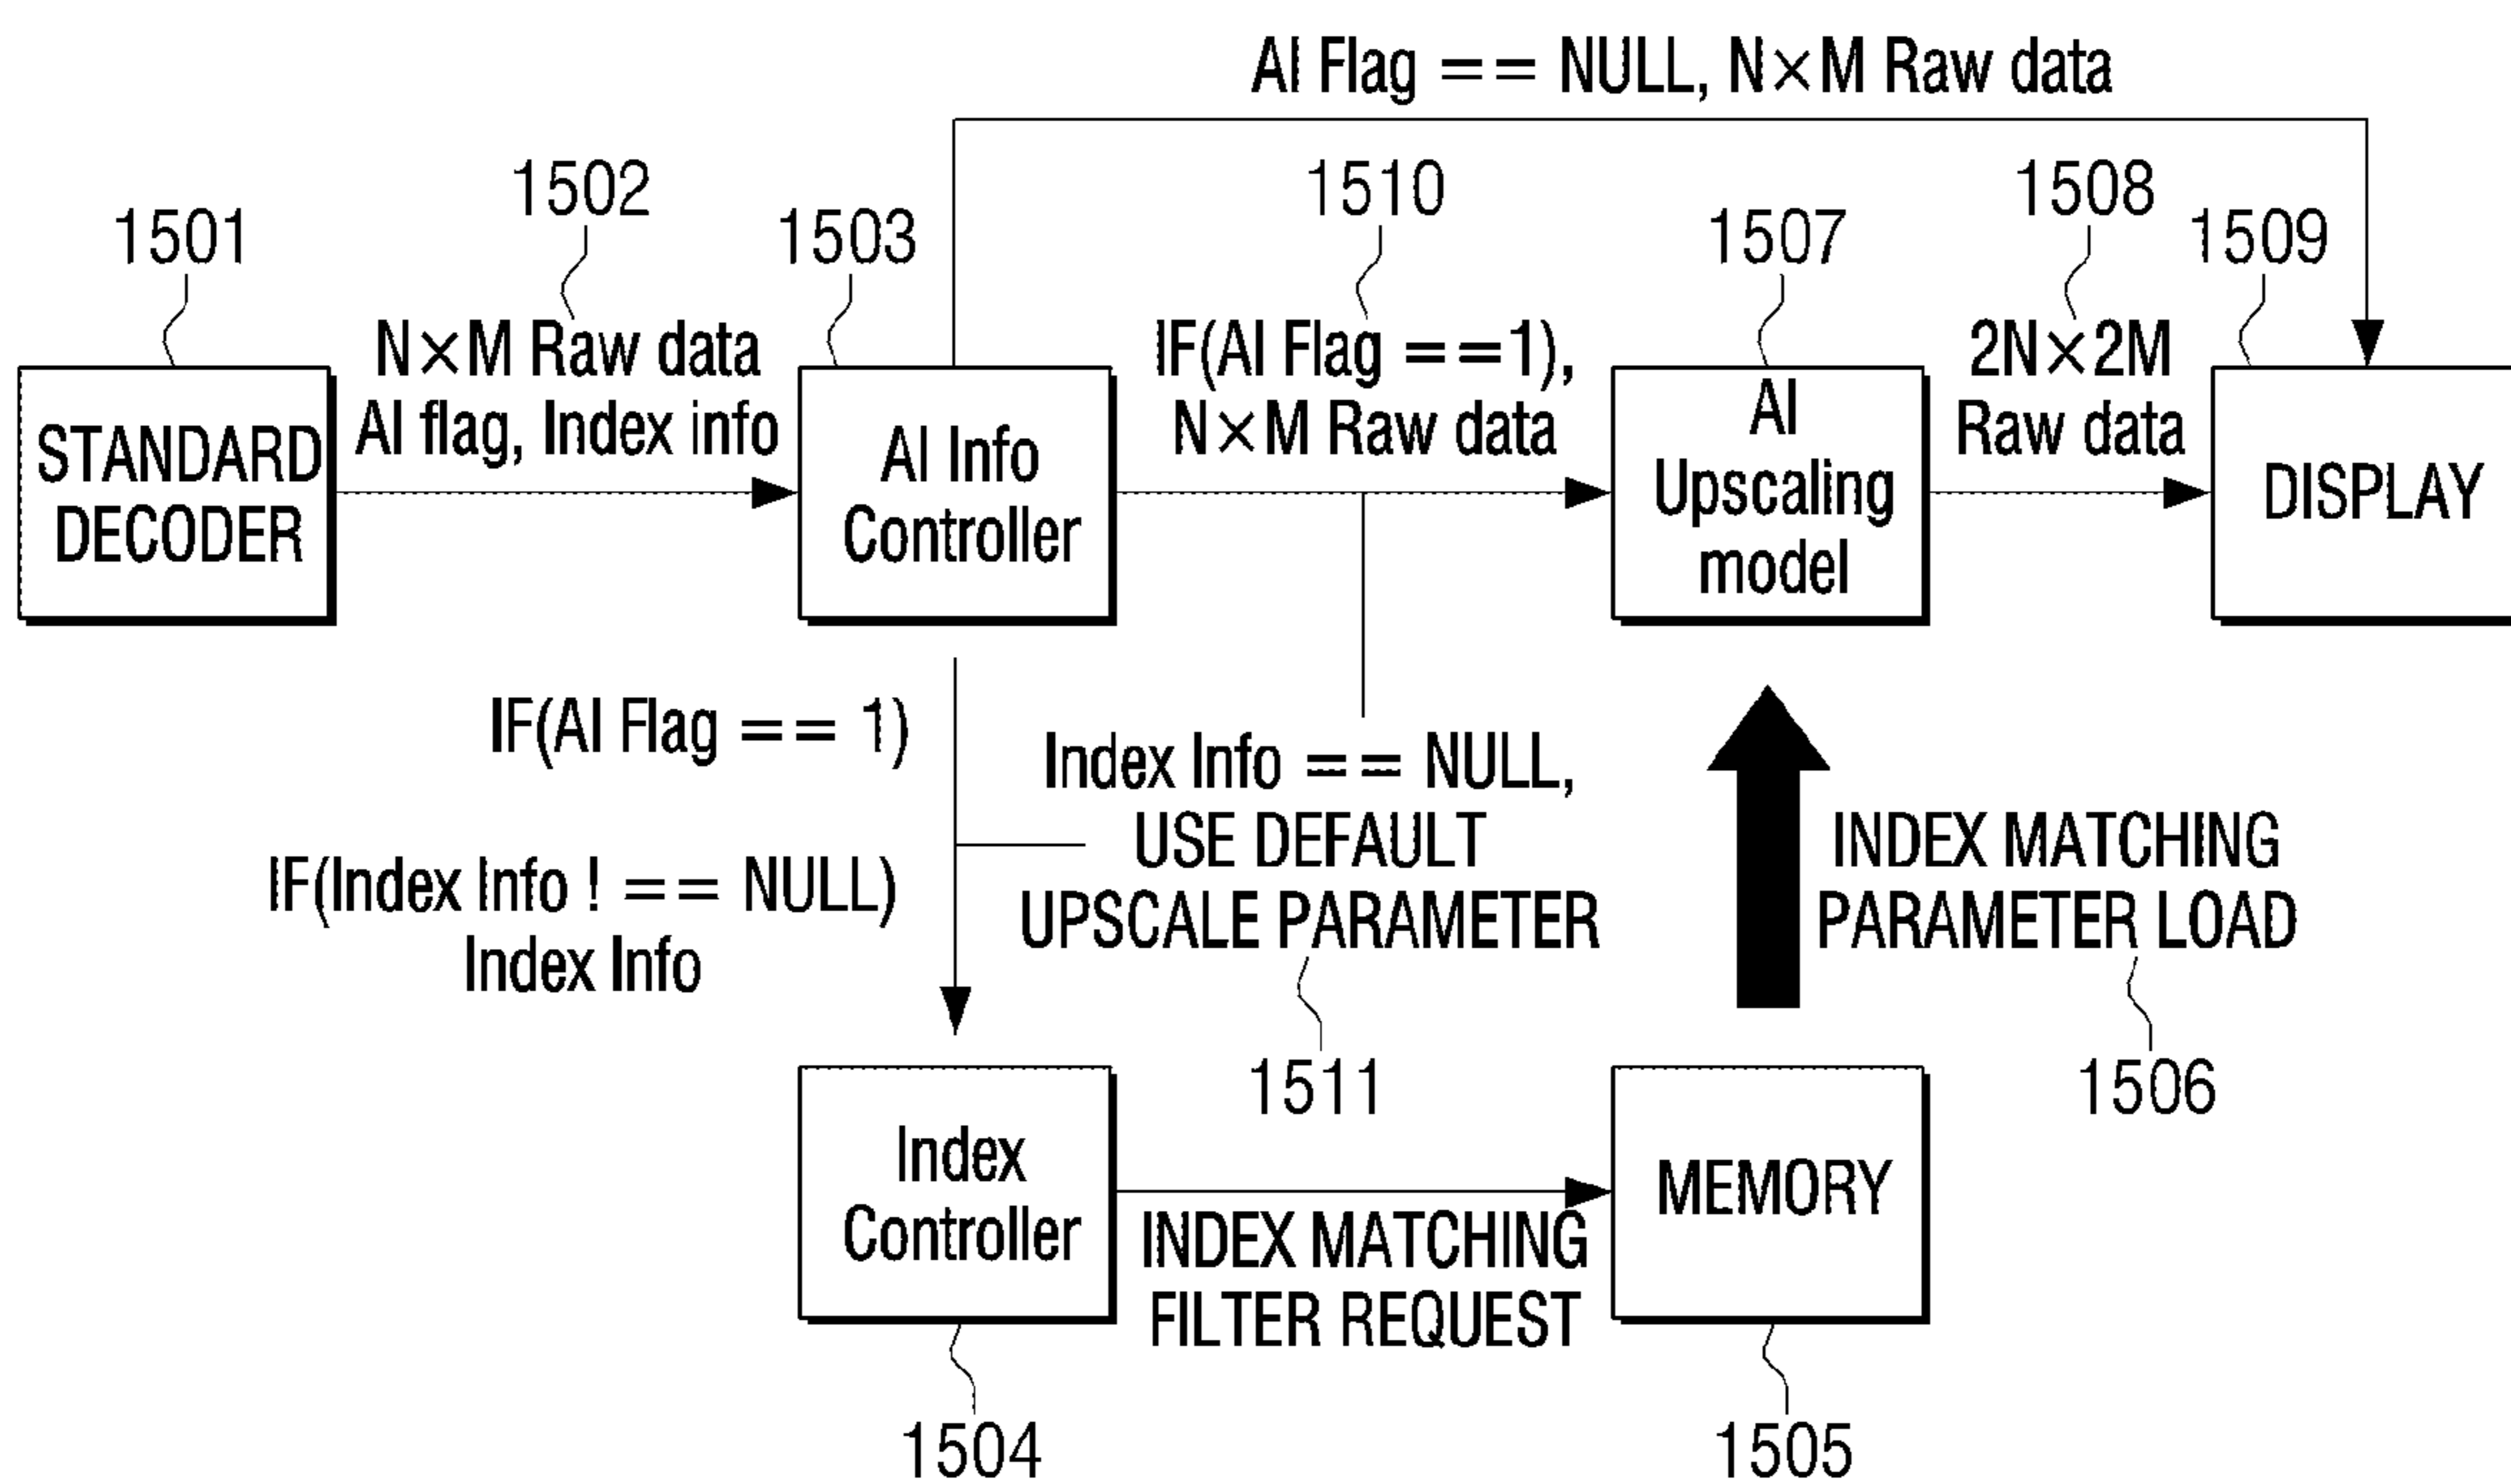 AI Flag == NULL, N×M Raw data
1501
1502
1503
1510
1507
1508
1509
STANDARD
DECODER
N×M Raw data
AI flag, Index info
AI Info
Controller
IF(AI Flag ==1),
N×M Raw data
AI
Upscaling
model
2N×2M
Raw data
DISPLAY
IF(AI Flag == 1)
IF(Index Info ! == NULL)
Index Info
Index Info == NULL,
USE DEFAULT
UPSCALE PARAMETER
1511
INDEX MATCHING
PARAMETER LOAD
1506
Index
Controller
1504
INDEX MATCHING
FILTER REQUEST
MEMORY
1505